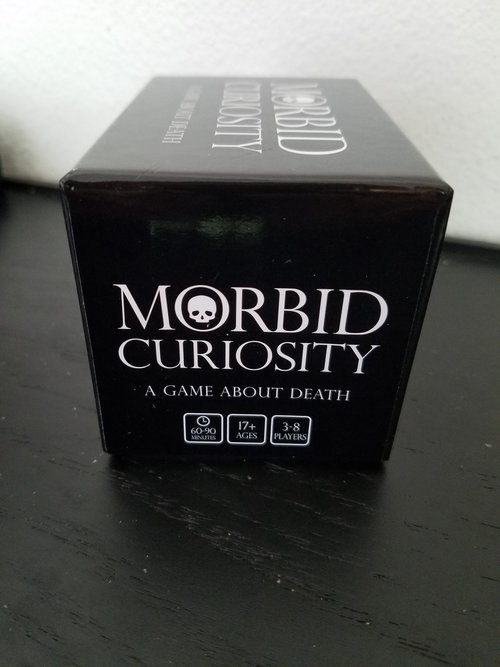 MORBID
CURIOSITY
A GAME ABOUT DEATH
MORBID
CURIOSITY
A GAME ABOUT DEATH
60-90
MINUTES
17+
AGES
3-8
PLAYERS